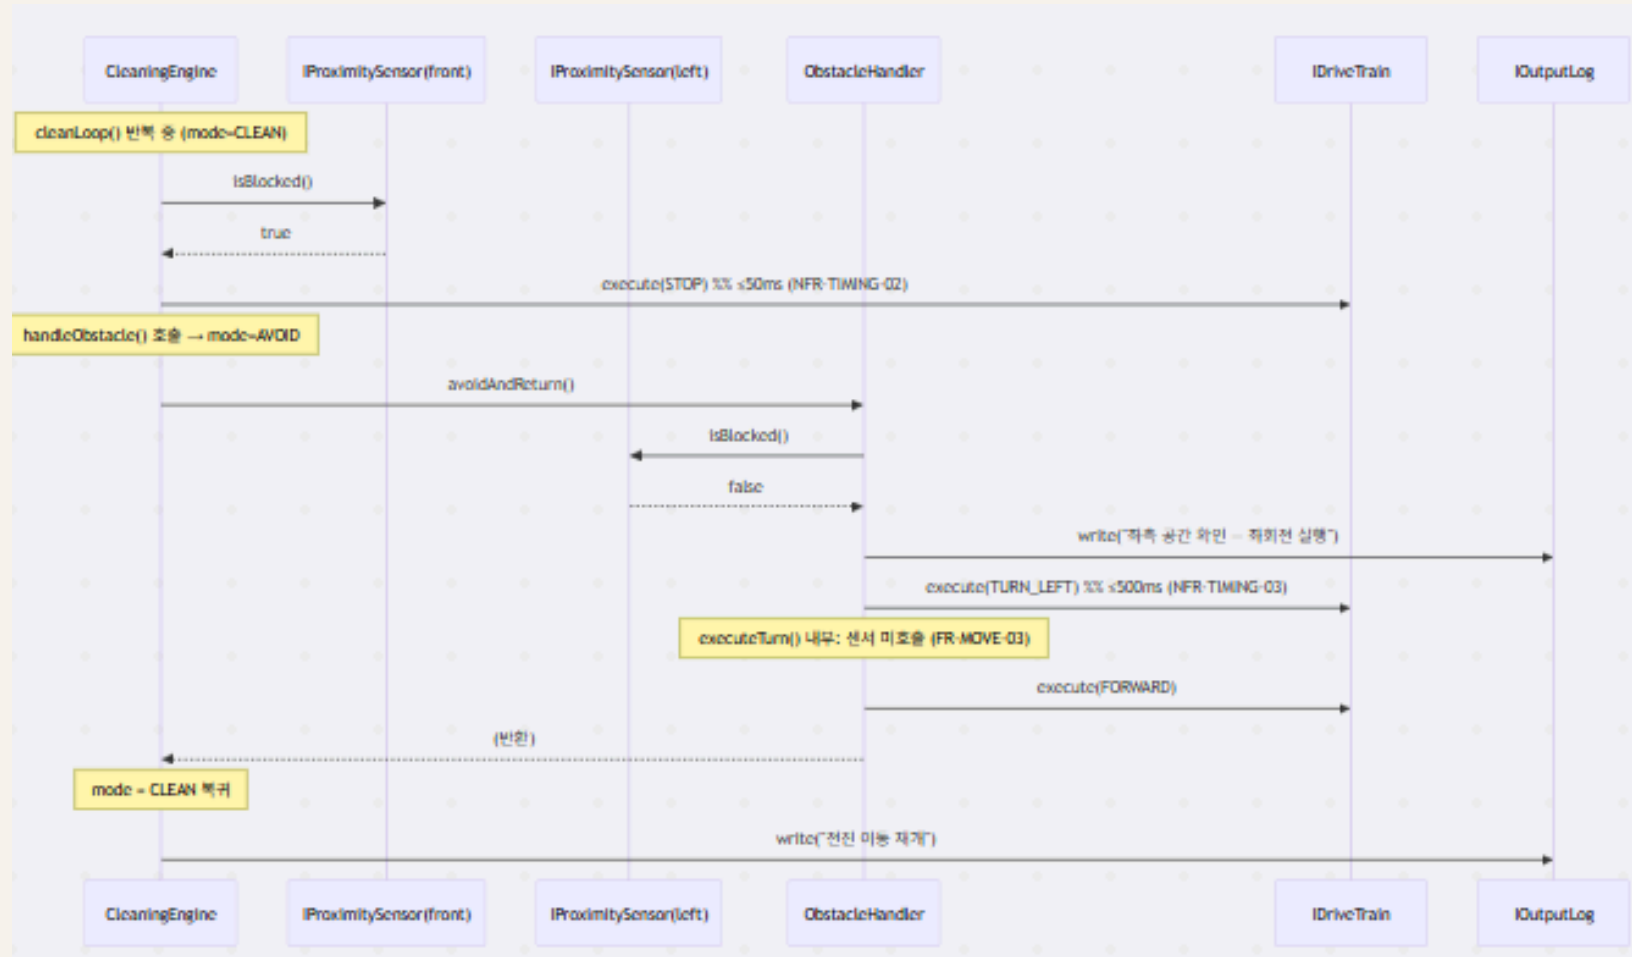 CleaningEngine IProximitySensor(front) IProximitySensor(left) ObstacleHandler IDriveTrain IOutputLog
cleanLoop() 반복 중 (mode=CLEAN)
isBlocked()
true
execute(STOP) %% ≤50ms (NFR-TIMING-02)
handleObstacle() 호출 → mode=AVOID
avoidAndReturn()
isBlocked()
false
write("좌측 공간 확인 — 좌회전 실행")
execute(TURN_LEFT) %% ≤500ms (NFR-TIMING-03)
executeTurn() 내부: 센서 미호출 (FR-MOVE-03)
execute(FORWARD)
(반환)
mode = CLEAN 복귀
write("전진 이동 재개")
CleaningEngine IProximitySensor(front) IProximitySensor(left) ObstacleHandler IDriveTrain IOutputLog